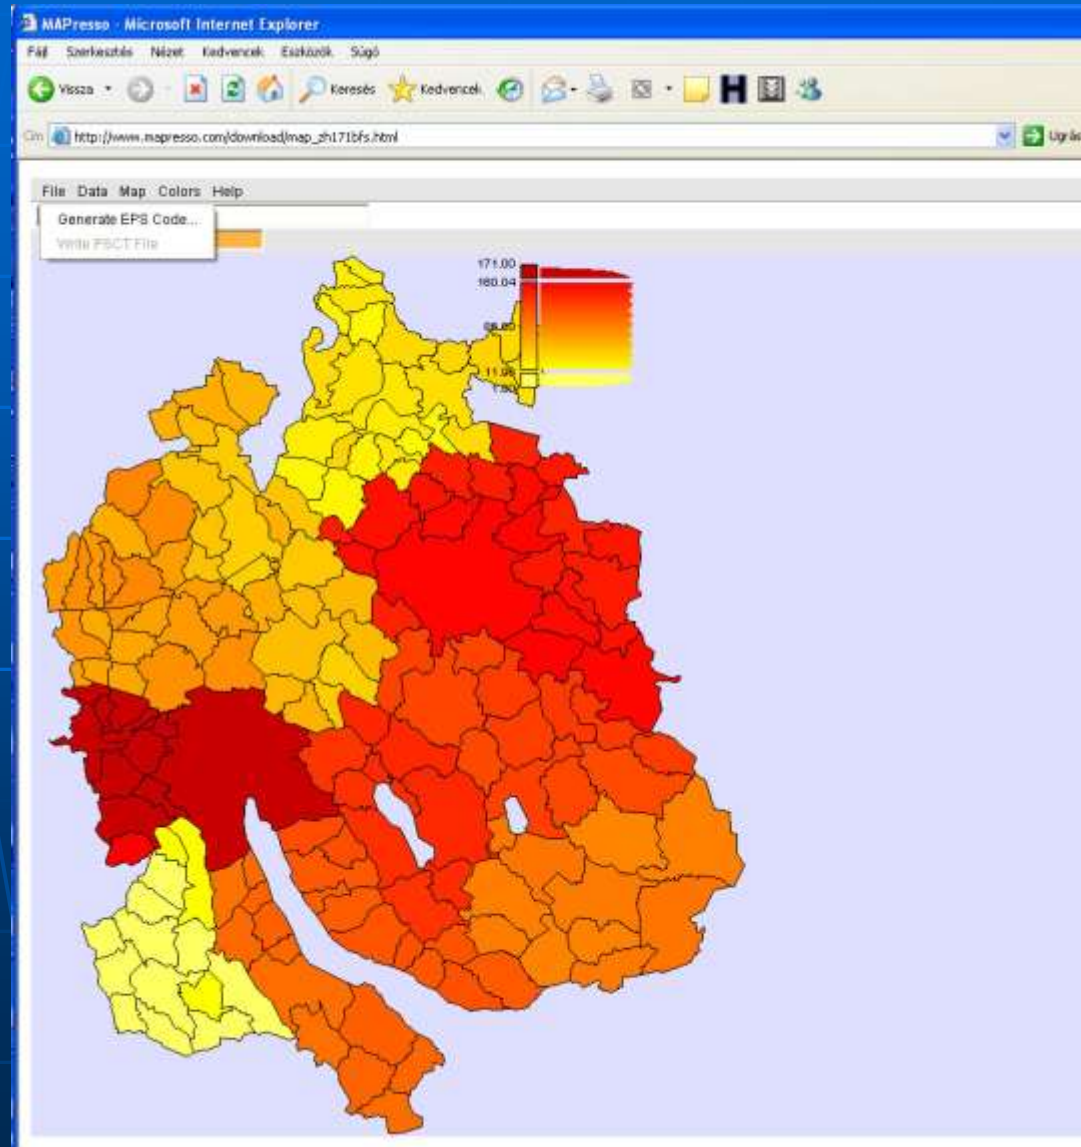 MAPresso - Microsoft Internet Explorer
Fájl Szerkesztés Nézet Kedvencek Eszközök Súgó
Vissza Keresés Kedvencek
Cím http://www.mapresso.com/download/map_zh171bfs.html Ugrás
File Data Map Colors Help
Generate EPS Code...
Write PSCT File
171.00
160.04